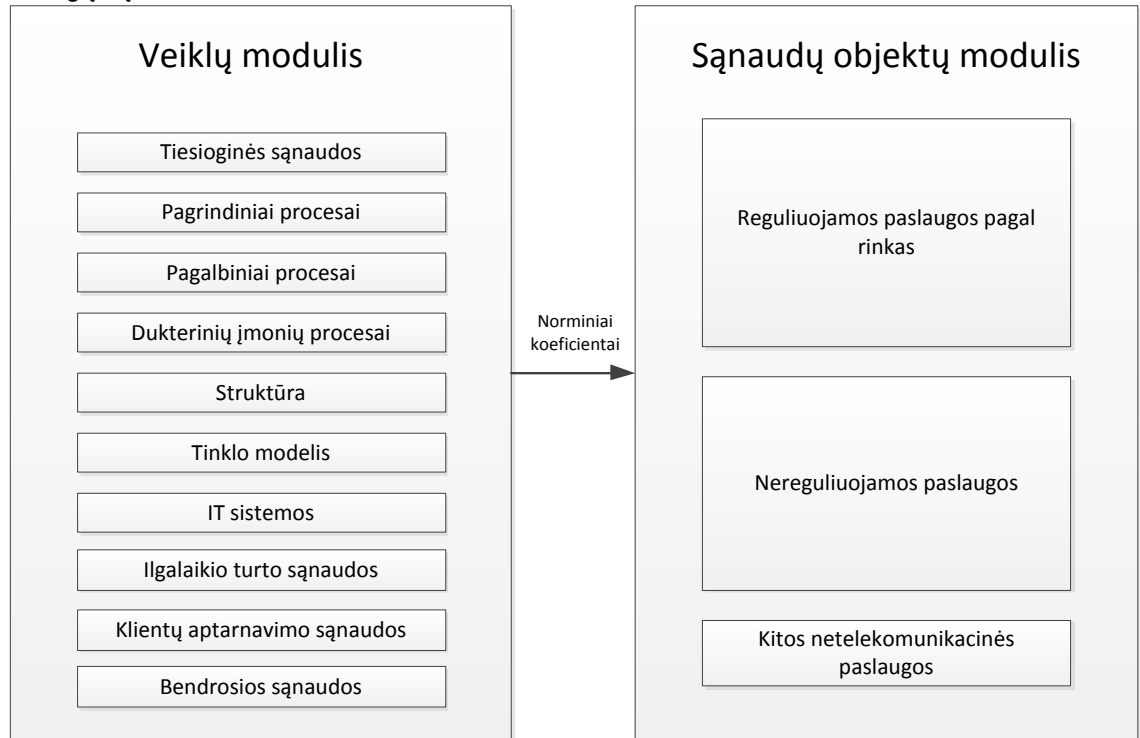 Veiklų modulis
Tiesioginės sąnaudos
Pagrindiniai procesai
Pagalbiniai procesai
Dukterinių įmonių procesai
Struktūra
Tinklo modelis
IT sistemos
Ilgalaikio turto sąnaudos
Klientų aptarnavimo sąnaudos
Bendrosios sąnaudos
Norminiai
koeficientai
Sąnaudų objektų modulis
Reguliuojamos paslaugos pagal
rinkas
Nereguliuojamos paslaugos
Kitos netelekomunikacinės
paslaugos